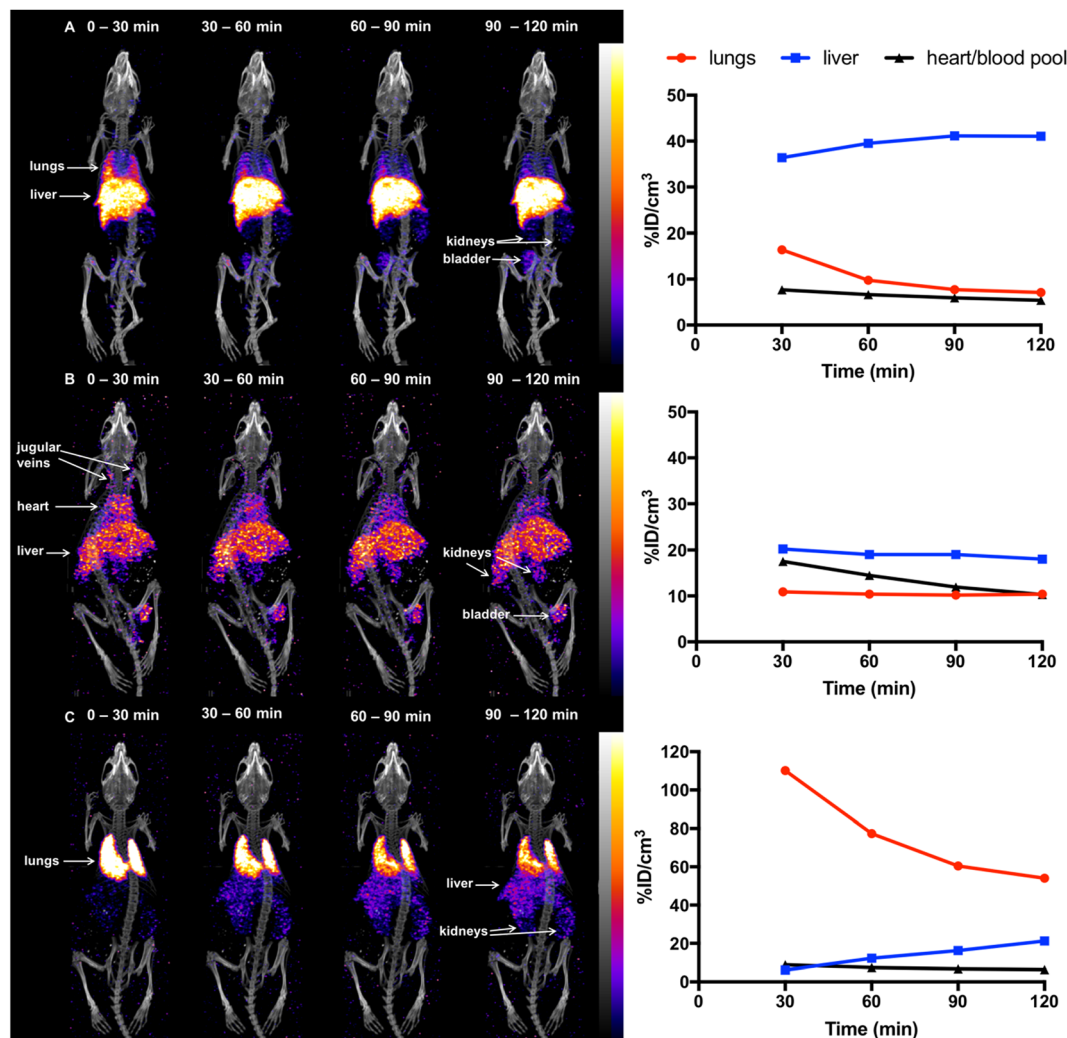 A 0 – 30 min 30 – 60 min 60 – 90 min 90 – 120 min
lungs
liver
kidneys
bladder
lungs liver heart/blood pool
50
40
30
20
10
0
%ID/cm3
0 30 60 90 120
Time (min)
B 0 – 30 min 30 – 60 min 60 – 90 min 90 – 120 min
jugular
veins
heart
liver
kidneys
bladder
50
40
30
20
10
0
%ID/cm3
0 30 60 90 120
Time (min)
C 0 – 30 min 30 – 60 min 60 – 90 min 90 – 120 min
lungs
liver
kidneys
120
100
80
60
40
20
0
%ID/cm3
0 30 60 90 120
Time (min)